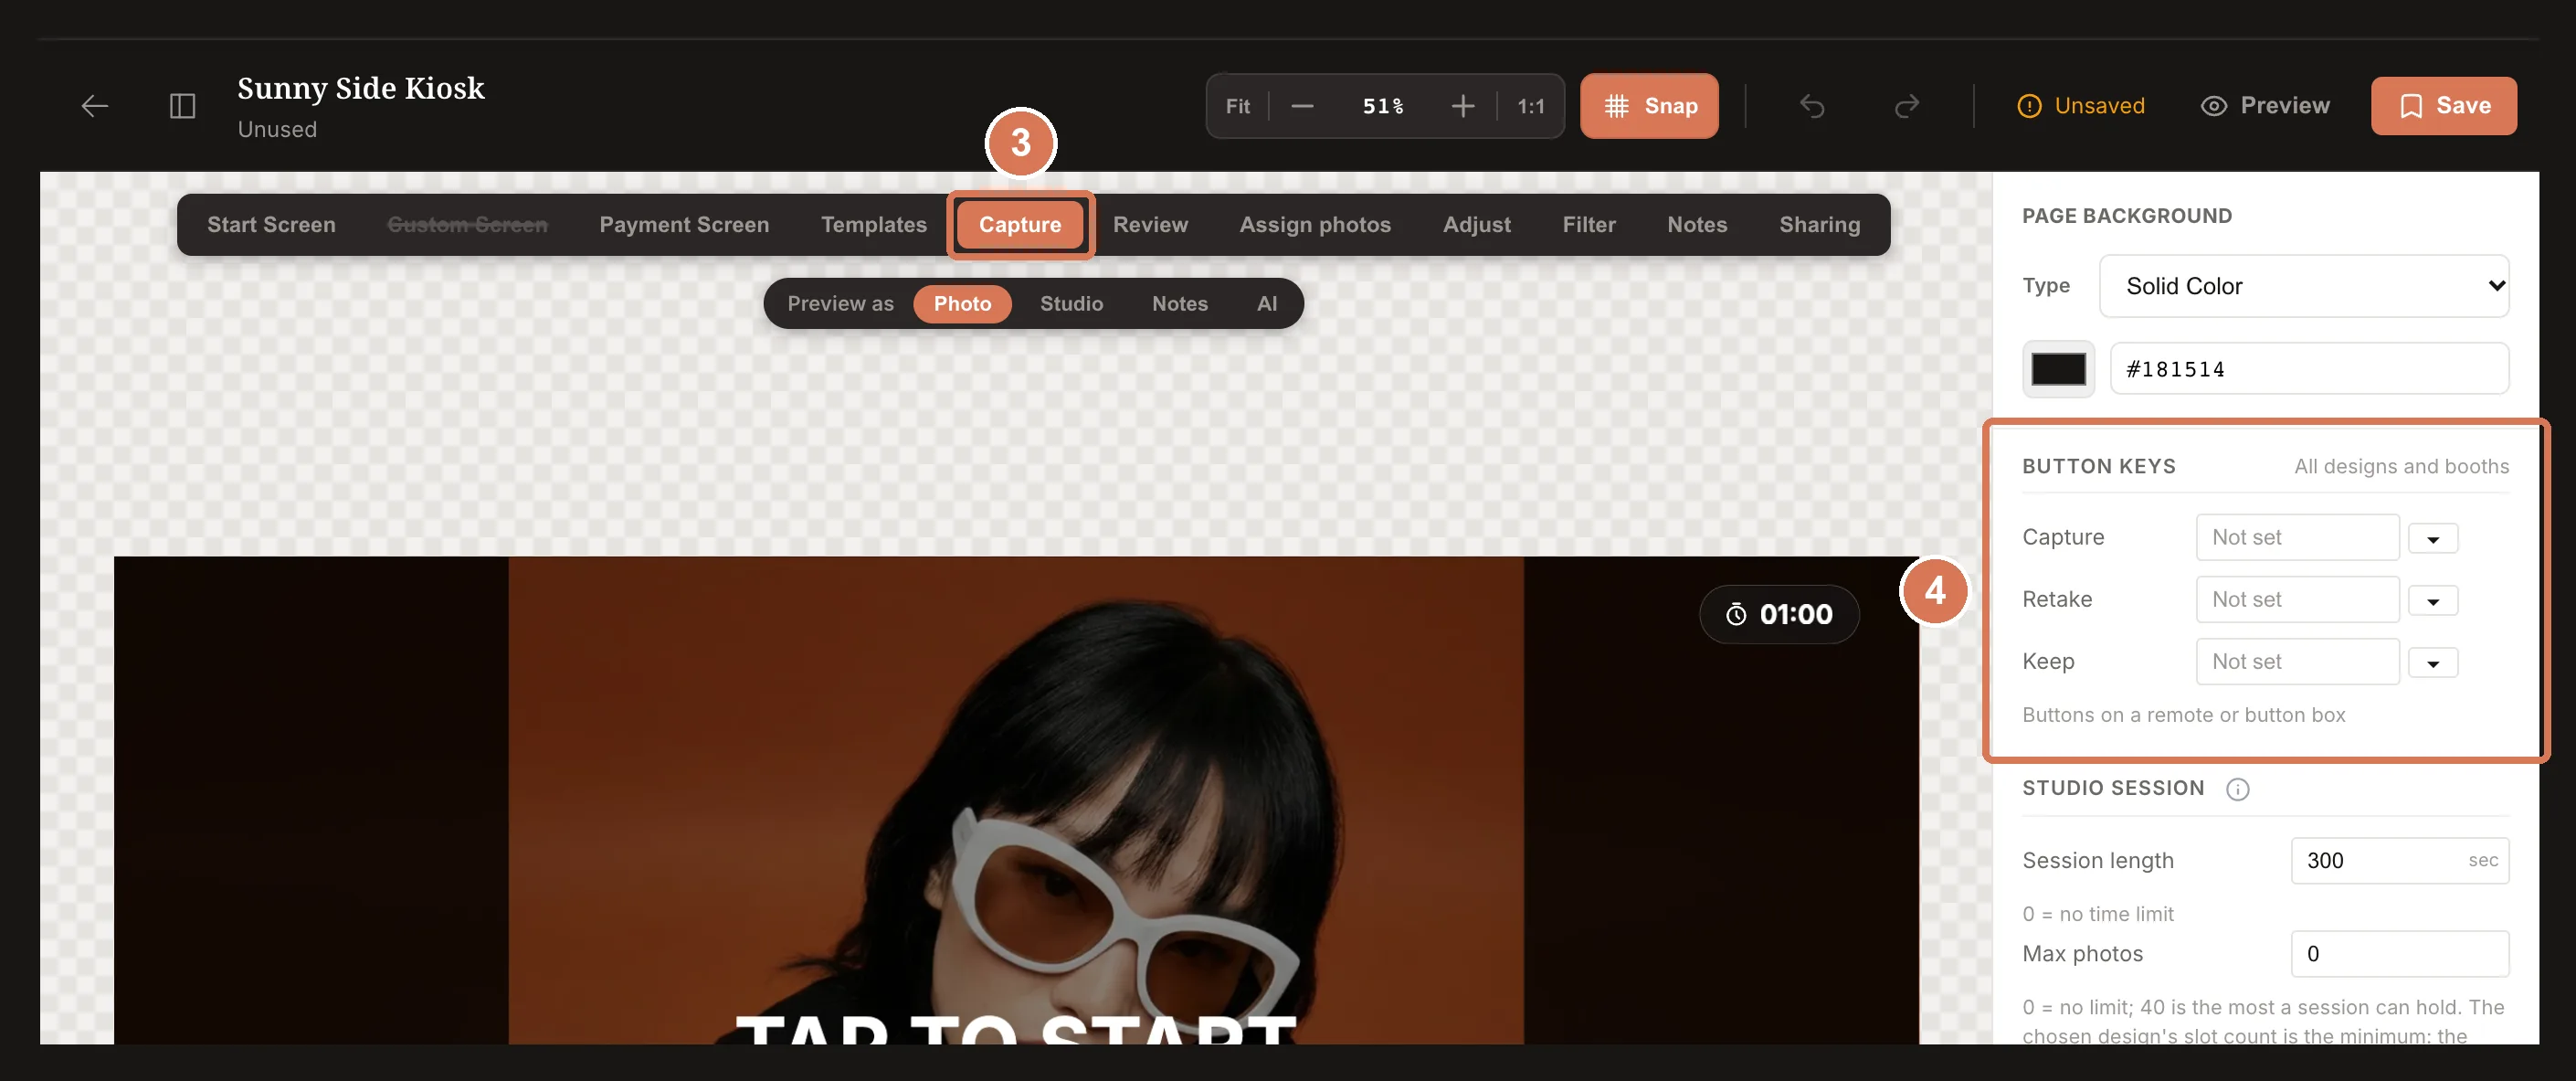 Sunny Side Kiosk
Unused
Fit
51%
1:1
Snap
Unsaved
Preview
Save
3
Start Screen
Custom Screen
Payment Screen
Templates
Capture
Review
Assign photos
Adjust
Filter
Notes
Sharing
Preview as
Photo
Studio
Notes
AI
01:00
TAP TO START
4
PAGE BACKGROUND
Type
Solid Color
#181514
BUTTON KEYS
All designs and booths
Capture
Not set
Retake
Not set
Keep
Not set
Buttons on a remote or button box
STUDIO SESSION
Session length
300
sec
0 = no time limit
Max photos
0
0 = no limit; 40 is the most a session can hold. The
chosen design's slot count is the minimum: the